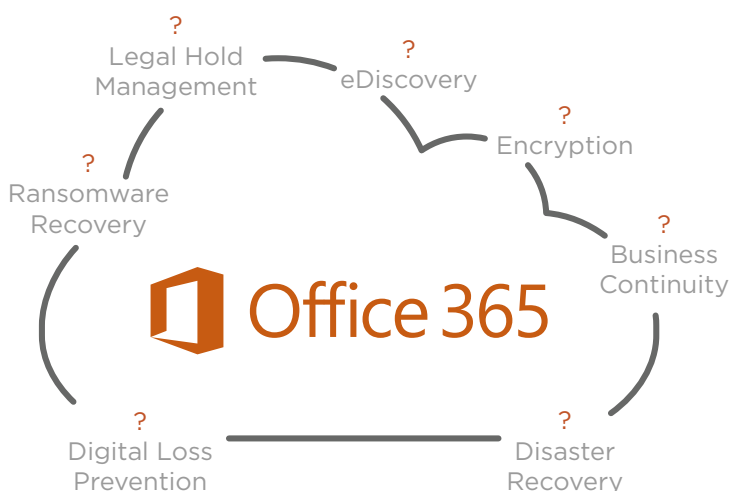 ?
Legal Hold
Management
?
eDiscovery
?
Encryption
?
Ransomware
Recovery
?
Business
Continuity
Office 365
?
Digital Loss
Prevention
?
Disaster
Recovery